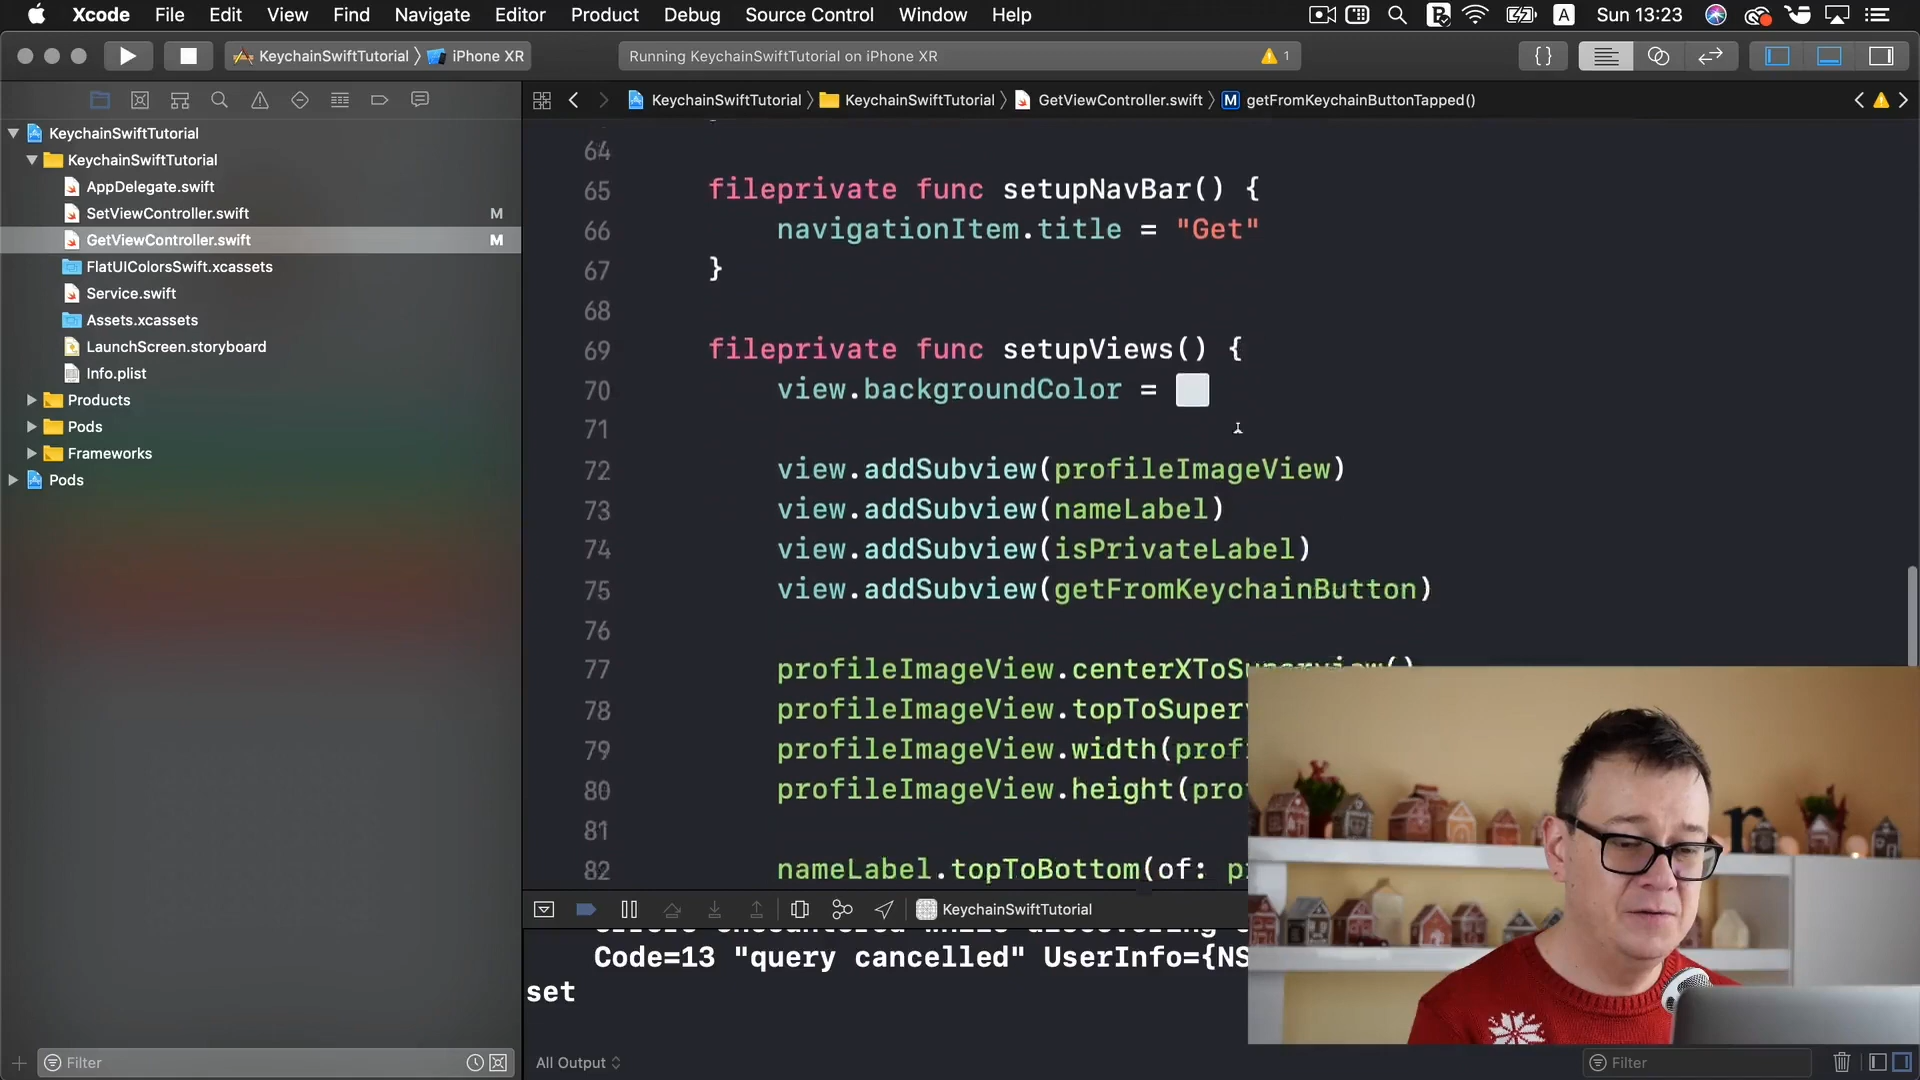 Xcode File Edit View Find Navigate Editor Product Debug Source Control Window Help A Sun 13:23
KeychainSwiftTutorial iPhone XR Running KeychainSwiftTutorial on iPhone XR 1 {}
KeychainSwiftTutorial KeychainSwiftTutorial GetViewController.swift M getFromKeychainButtonTapped()
KeychainSwiftTutorial
KeychainSwiftTutorial
AppDelegate.swift
SetViewController.swift M
GetViewController.swift M
FlatUIColorsSwift.xcassets
Service.swift
Assets.xcassets
LaunchScreen.storyboard
Info.plist
Products
Pods
Frameworks
Pods
64
65 fileprivate func setupNavBar() {
66 navigationItem.title = "Get"
67 }
68
69 fileprivate func setupViews() {
70 view.backgroundColor =
71
72 view.addSubview(profileImageView)
73 view.addSubview(nameLabel)
74 view.addSubview(isPrivateLabel)
75 view.addSubview(getFromKeychainButton)
76
77 profileImageView.centerXToSuperview()
78 profileImageView.topToSuperv
79 profileImageView.width(prof
80 profileImageView.height(pro
81
82 nameLabel.topToBottom(of: p
KeychainSwiftTutorial
errors encountered while discovering
Code=13 "query cancelled" UserInfo={NS
set
Filter All Output Filter